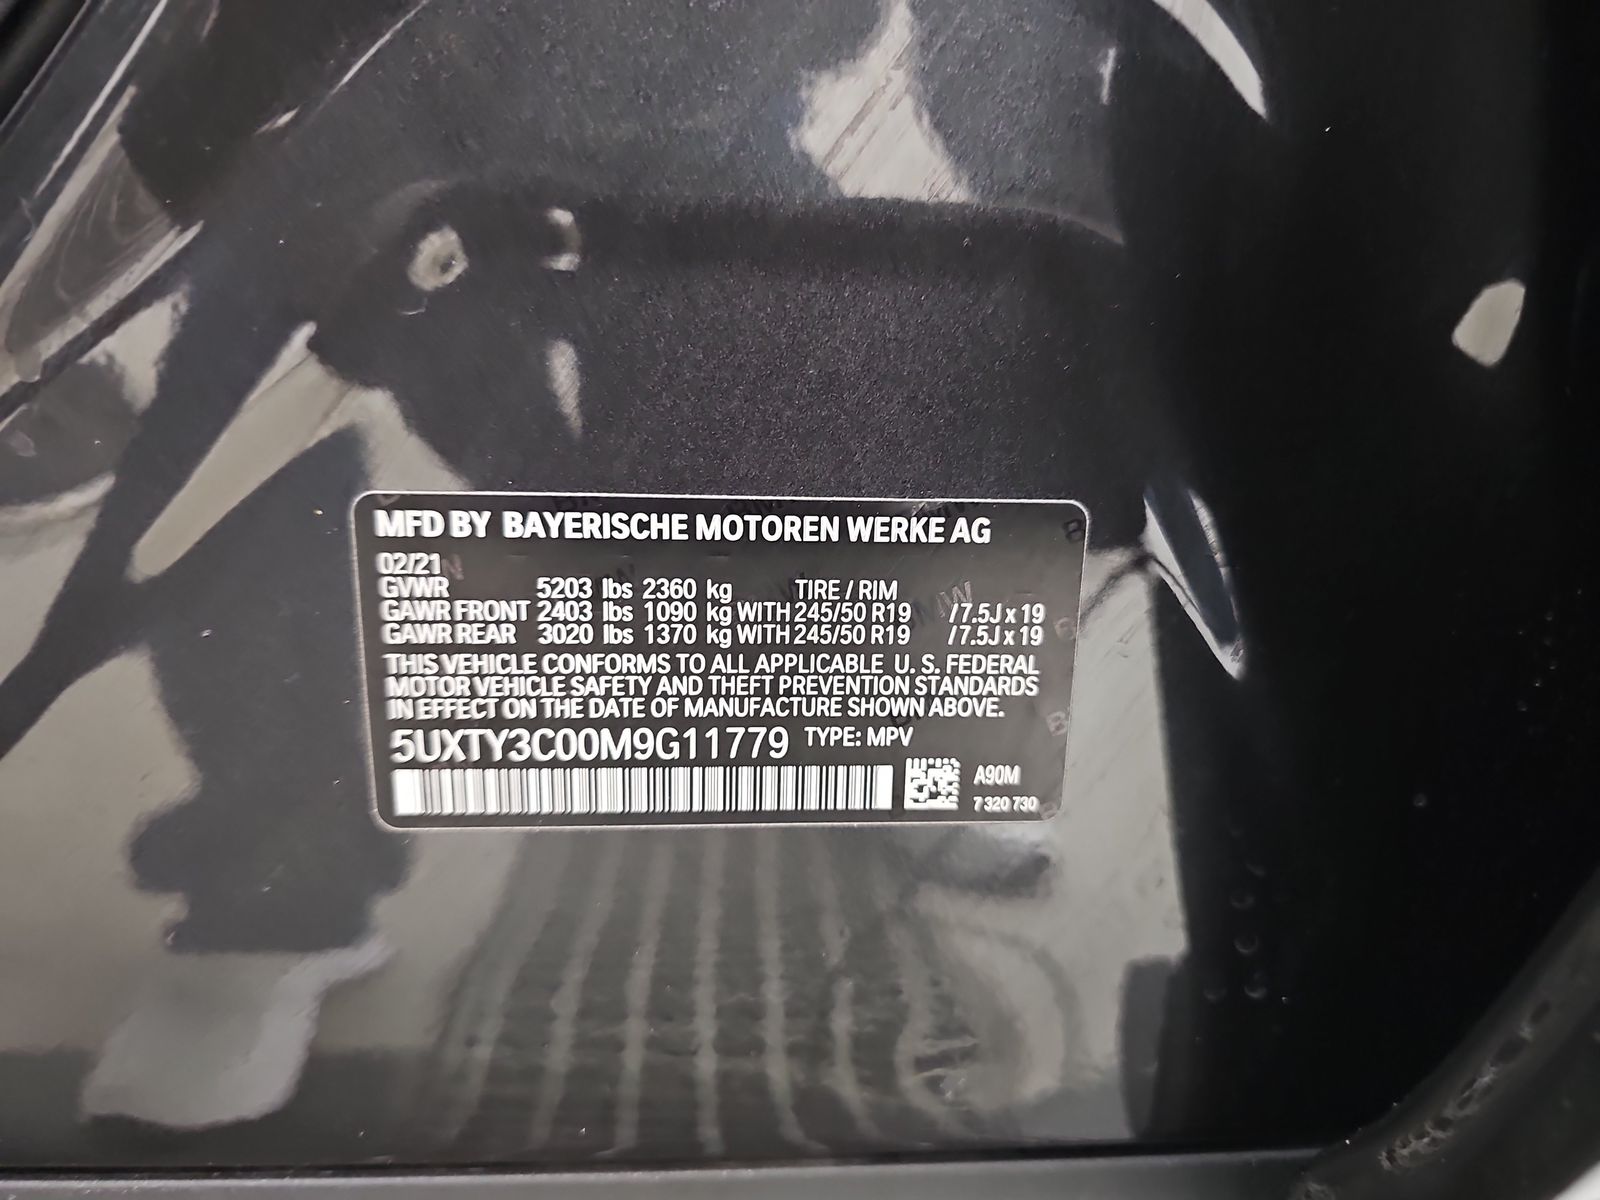 MFD BY BAYERISCHE MOTOREN WERKE AG
02/21
GVWR 5203 lbs 2360 kg TIRE / RIM
GAWR FRONT 2403 lbs 1090 kg WITH 245/50 R19 /7.5J x 19
GAWR REAR 3020 lbs 1370 kg WITH 245/50 R19 /7.5J x 19
THIS VEHICLE CONFORMS TO ALL APPLICABLE U. S. FEDERAL
MOTOR VEHICLE SAFETY AND THEFT PREVENTION STANDARDS
IN EFFECT ON THE DATE OF MANUFACTURE SHOWN ABOVE.
5UXTY3C00M9G11779 TYPE: MPV
A90M
7 320 730